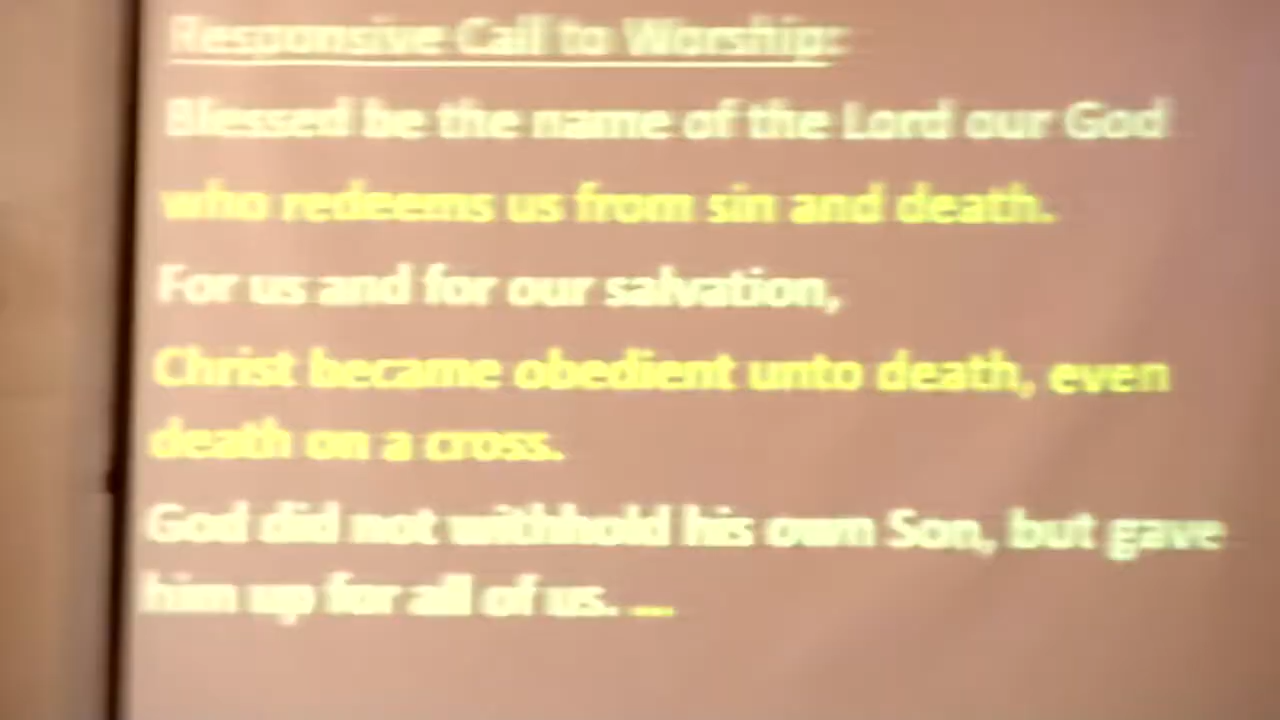 Responsive Call to Worship:
Blessed be the name of the Lord our God
who redeems us from sin and death.
For us and for our salvation,
Christ became obedient unto death, even
death on a cross.
God did not withhold his own Son, but gave
him up for all of us. ...